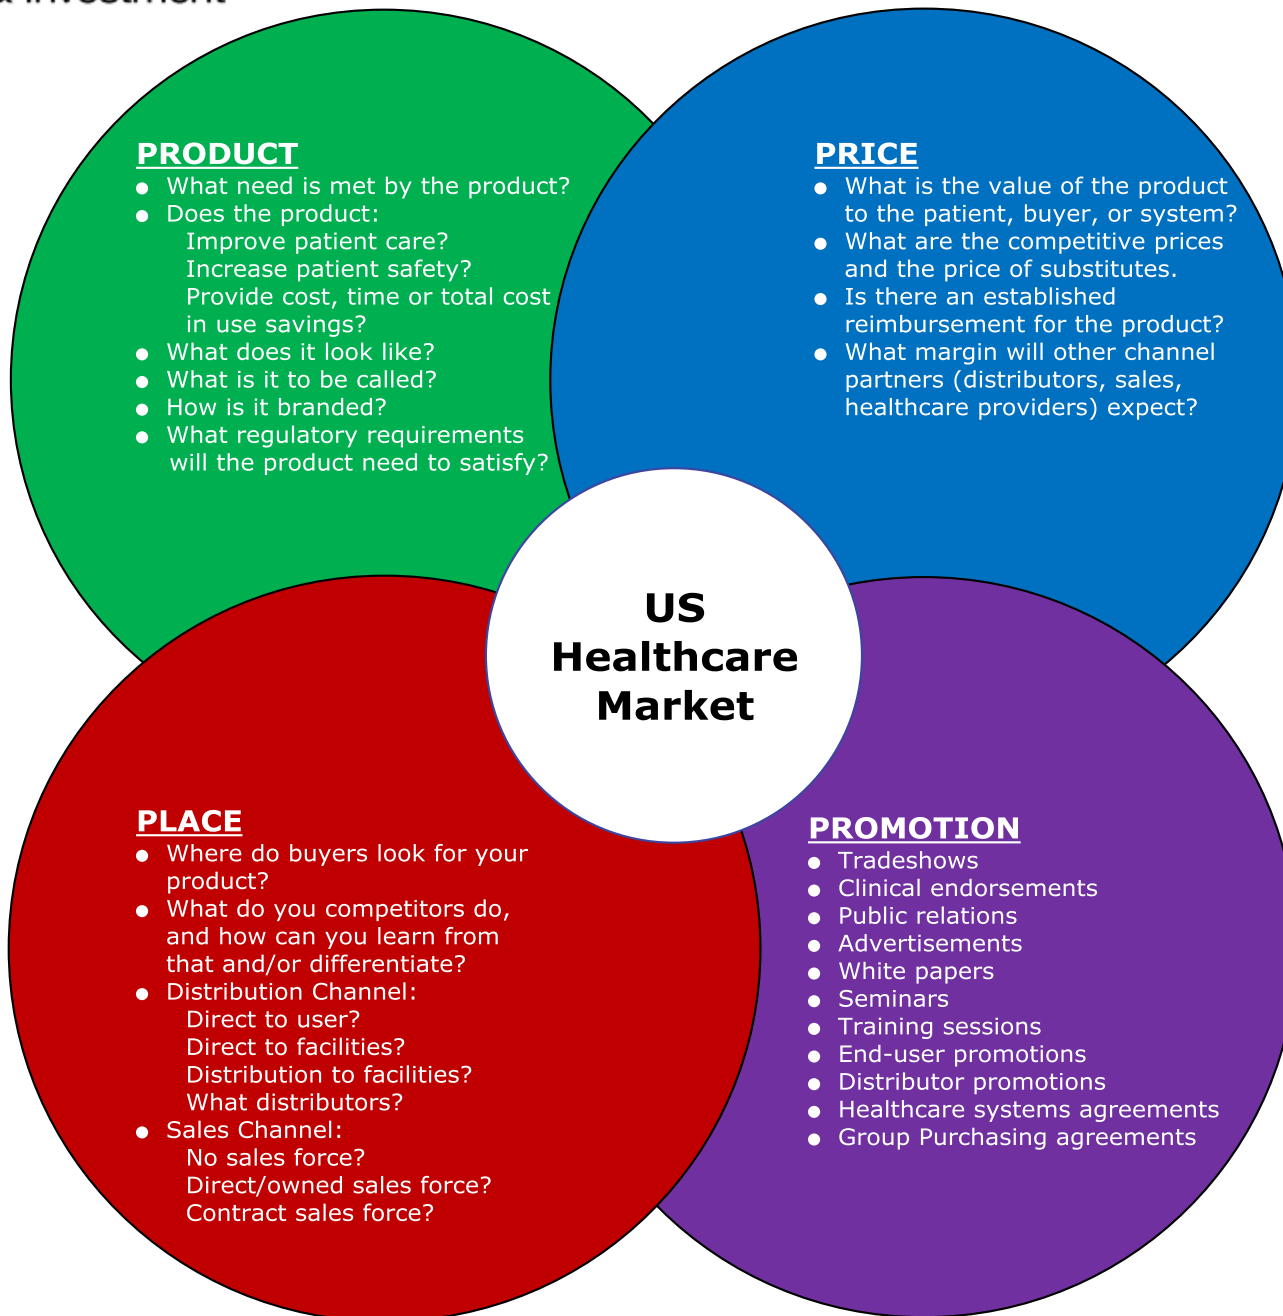 & Investment
PRODUCT
● What need is met by the product?
● Does the product:
Improve patient care?
Increase patient safety?
Provide cost, time or total cost
in use savings?
● What does it look like?
● What is it to be called?
● How is it branded?
● What regulatory requirements
will the product need to satisfy?
PRICE
● What is the value of the product
to the patient, buyer, or system?
● What are the competitive prices
and the price of substitutes.
● Is there an established
reimbursement for the product?
● What margin will other channel
partners (distributors, sales,
healthcare providers) expect?
US
Healthcare
Market
PLACE
● Where do buyers look for your
product?
● What do you competitors do,
and how can you learn from
that and/or differentiate?
● Distribution Channel:
Direct to user?
Direct to facilities?
Distribution to facilities?
What distributors?
● Sales Channel:
No sales force?
Direct/owned sales force?
Contract sales force?
PROMOTION
● Tradeshows
● Clinical endorsements
● Public relations
● Advertisements
● White papers
● Seminars
● Training sessions
● End-user promotions
● Distributor promotions
● Healthcare systems agreements
● Group Purchasing agreements